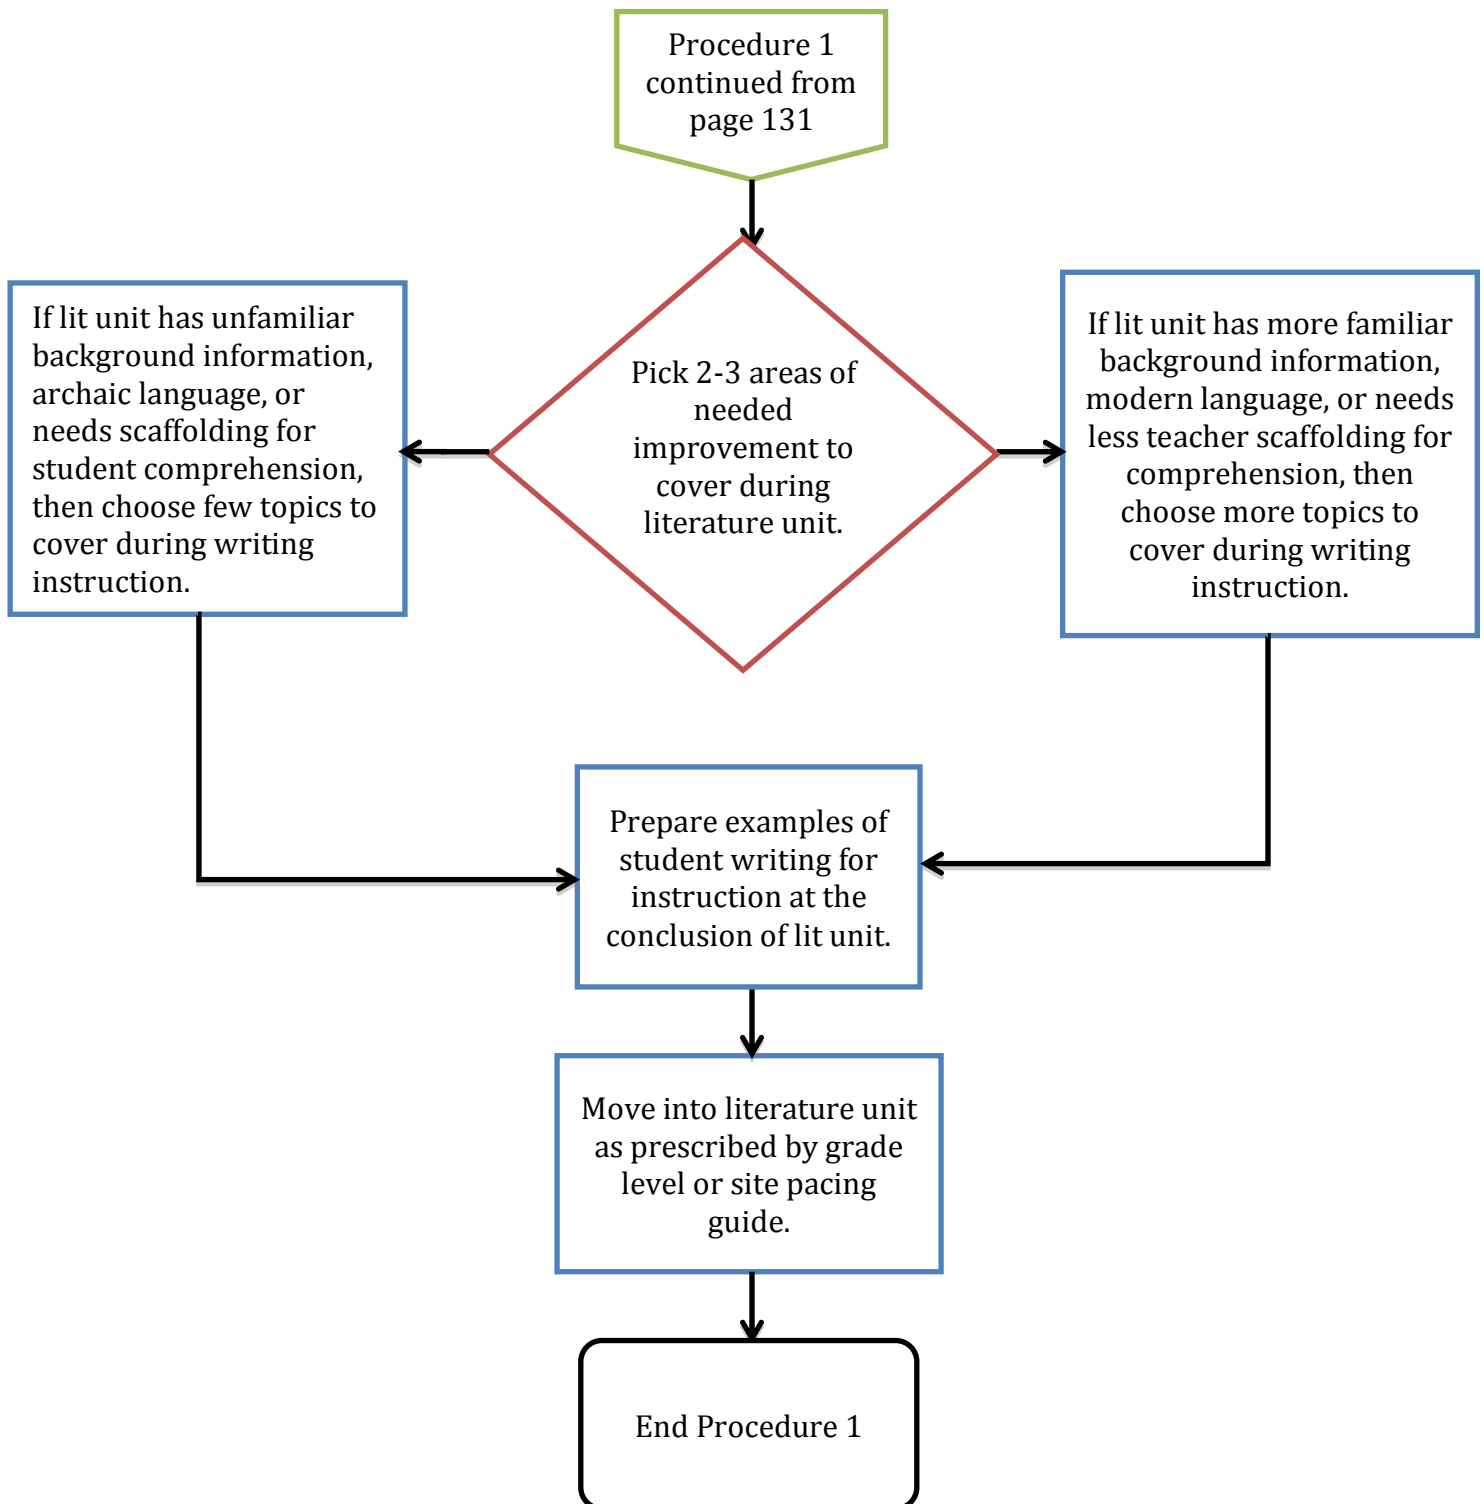 Procedure 1
continued from
page 131
If lit unit has unfamiliar
background information,
archaic language, or
needs scaffolding for
student comprehension,
then choose few topics to
cover during writing
instruction.
Pick 2-3 areas of
needed
improvement to
cover during
literature unit.
If lit unit has more familiar
background information,
modern language, or needs
less teacher scaffolding for
comprehension, then
choose more topics to
cover during writing
instruction.
Prepare examples of
student writing for
instruction at the
conclusion of lit unit.
Move into literature unit
as prescribed by grade
level or site pacing
guide.
End Procedure 1